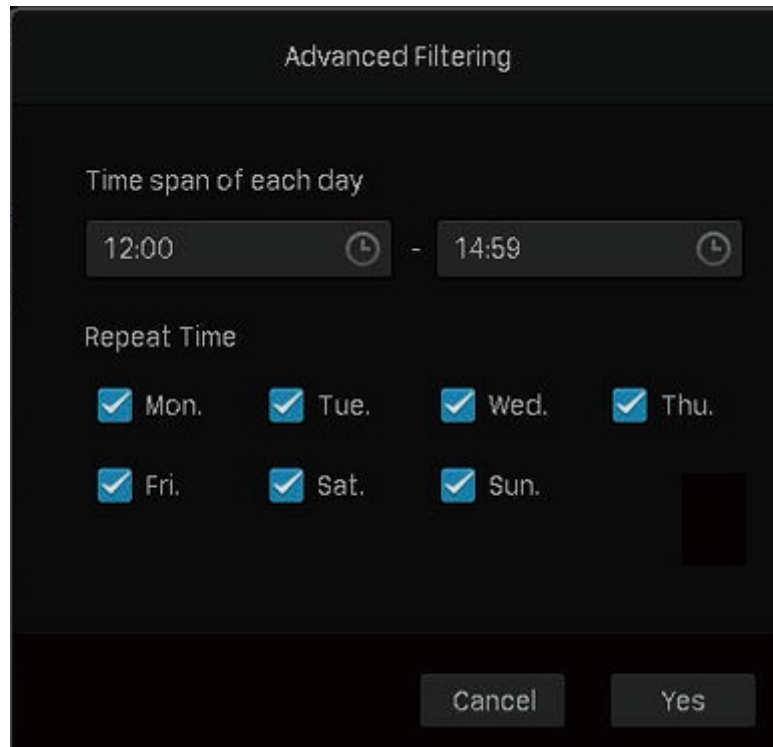 Advanced Filtering
Time span of each day
12:00 - 14:59
Repeat Time
Mon. Tue. Wed. Thu.
Fri. Sat. Sun.
Cancel Yes